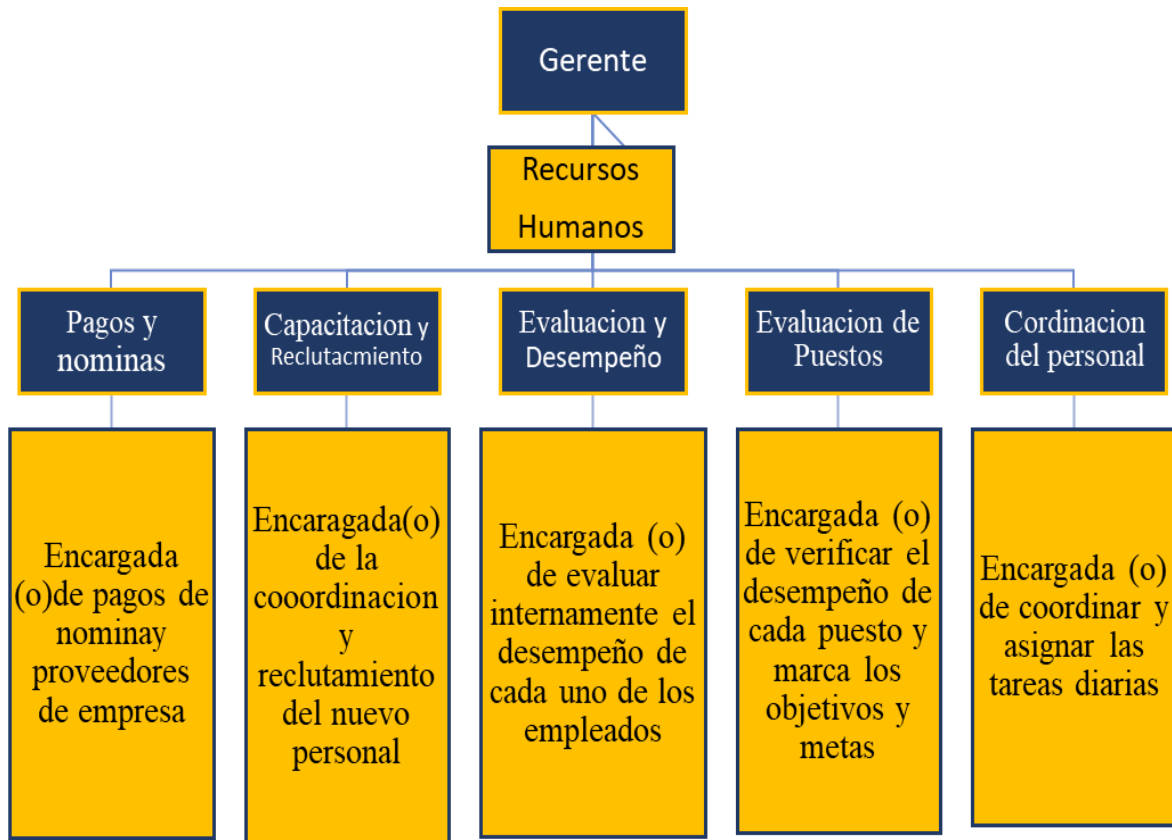 Gerente
Recursos
Humanos
Pagos y
nominas
Capacitacion y
Reclutacmiento
Evaluacion y
Desempeño
Evaluacion de
Puestos
Cordinacion
del personal
Encargada
(o)de pagos de
nominay
proveedores
de empresa
Encaragada(o)
de la
cooordinacion
y
reclutamiento
del nuevo
personal
Encargada (o)
de evaluar
internamente el
desempeño de
cada uno de los
empleados
Encargada (o)
de verificar el
desempeño de
cada puesto y
marca los
objetivos y
metas
Encargada (o)
de coordinar y
asignar las
tareas diarias